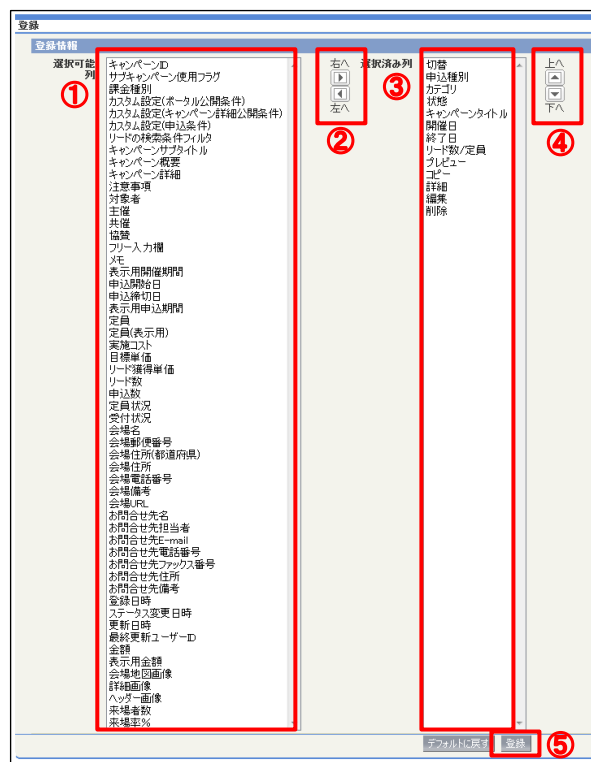 登録
登録情報
選択可能列
①
キャンペーンID
サブキャンペーン使用フラグ
課金種別
カスタム設定(ポータル公開条件)
カスタム設定(キャンペーン詳細公開条件)
カスタム設定(申込条件)
リードの検索条件フィルタ
キャンペーンサブタイトル
キャンペーン概要
キャンペーン詳細
注意事項
対象者
主催
共催
協賛
フリー入力欄
メモ
表示用開催期間
申込開始日
申込締切日
表示用申込期間
定員
定員(表示用)
実施コスト
目標単価
リード獲得単価
リード数
申込数
定員状況
受付状況
会場名
会場郵便番号
会場住所(都道府県)
会場住所
会場電話番号
会場備考
会場URL
お問合せ先名
お問合せ先担当者
お問合せ先E-mail
お問合せ先電話番号
お問合せ先ファックス番号
お問合せ先住所
お問合せ先備考
登録日時
ステータス変更日時
更新日時
最終更新ユーザーID
金額
表示用金額
会場地図画像
詳細画像
ヘッダー画像
来場者数
来場率%
右へ
左へ
②
選択済み列
③
切替
申込種別
カテゴリ
状態
キャンペーンタイトル
開催日
終了日
リード数/定員
プレビュー
コピー
詳細
編集
削除
上へ
下へ
④
デフォルトに戻す
登録
⑤